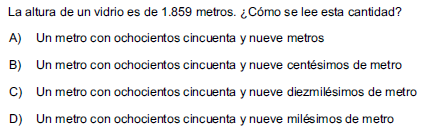 La altura de un vidrio es de 1.859 metros. ¿Cómo se lee esta cantidad?
A) Un metro con ochocientos cincuenta y nueve metros
B) Un metro con ochocientos cincuenta y nueve centésimos de metro
C) Un metro con ochocientos cincuenta y nueve diezmilésimos de metro
D) Un metro con ochocientos cincuenta y nueve milésimos de metro